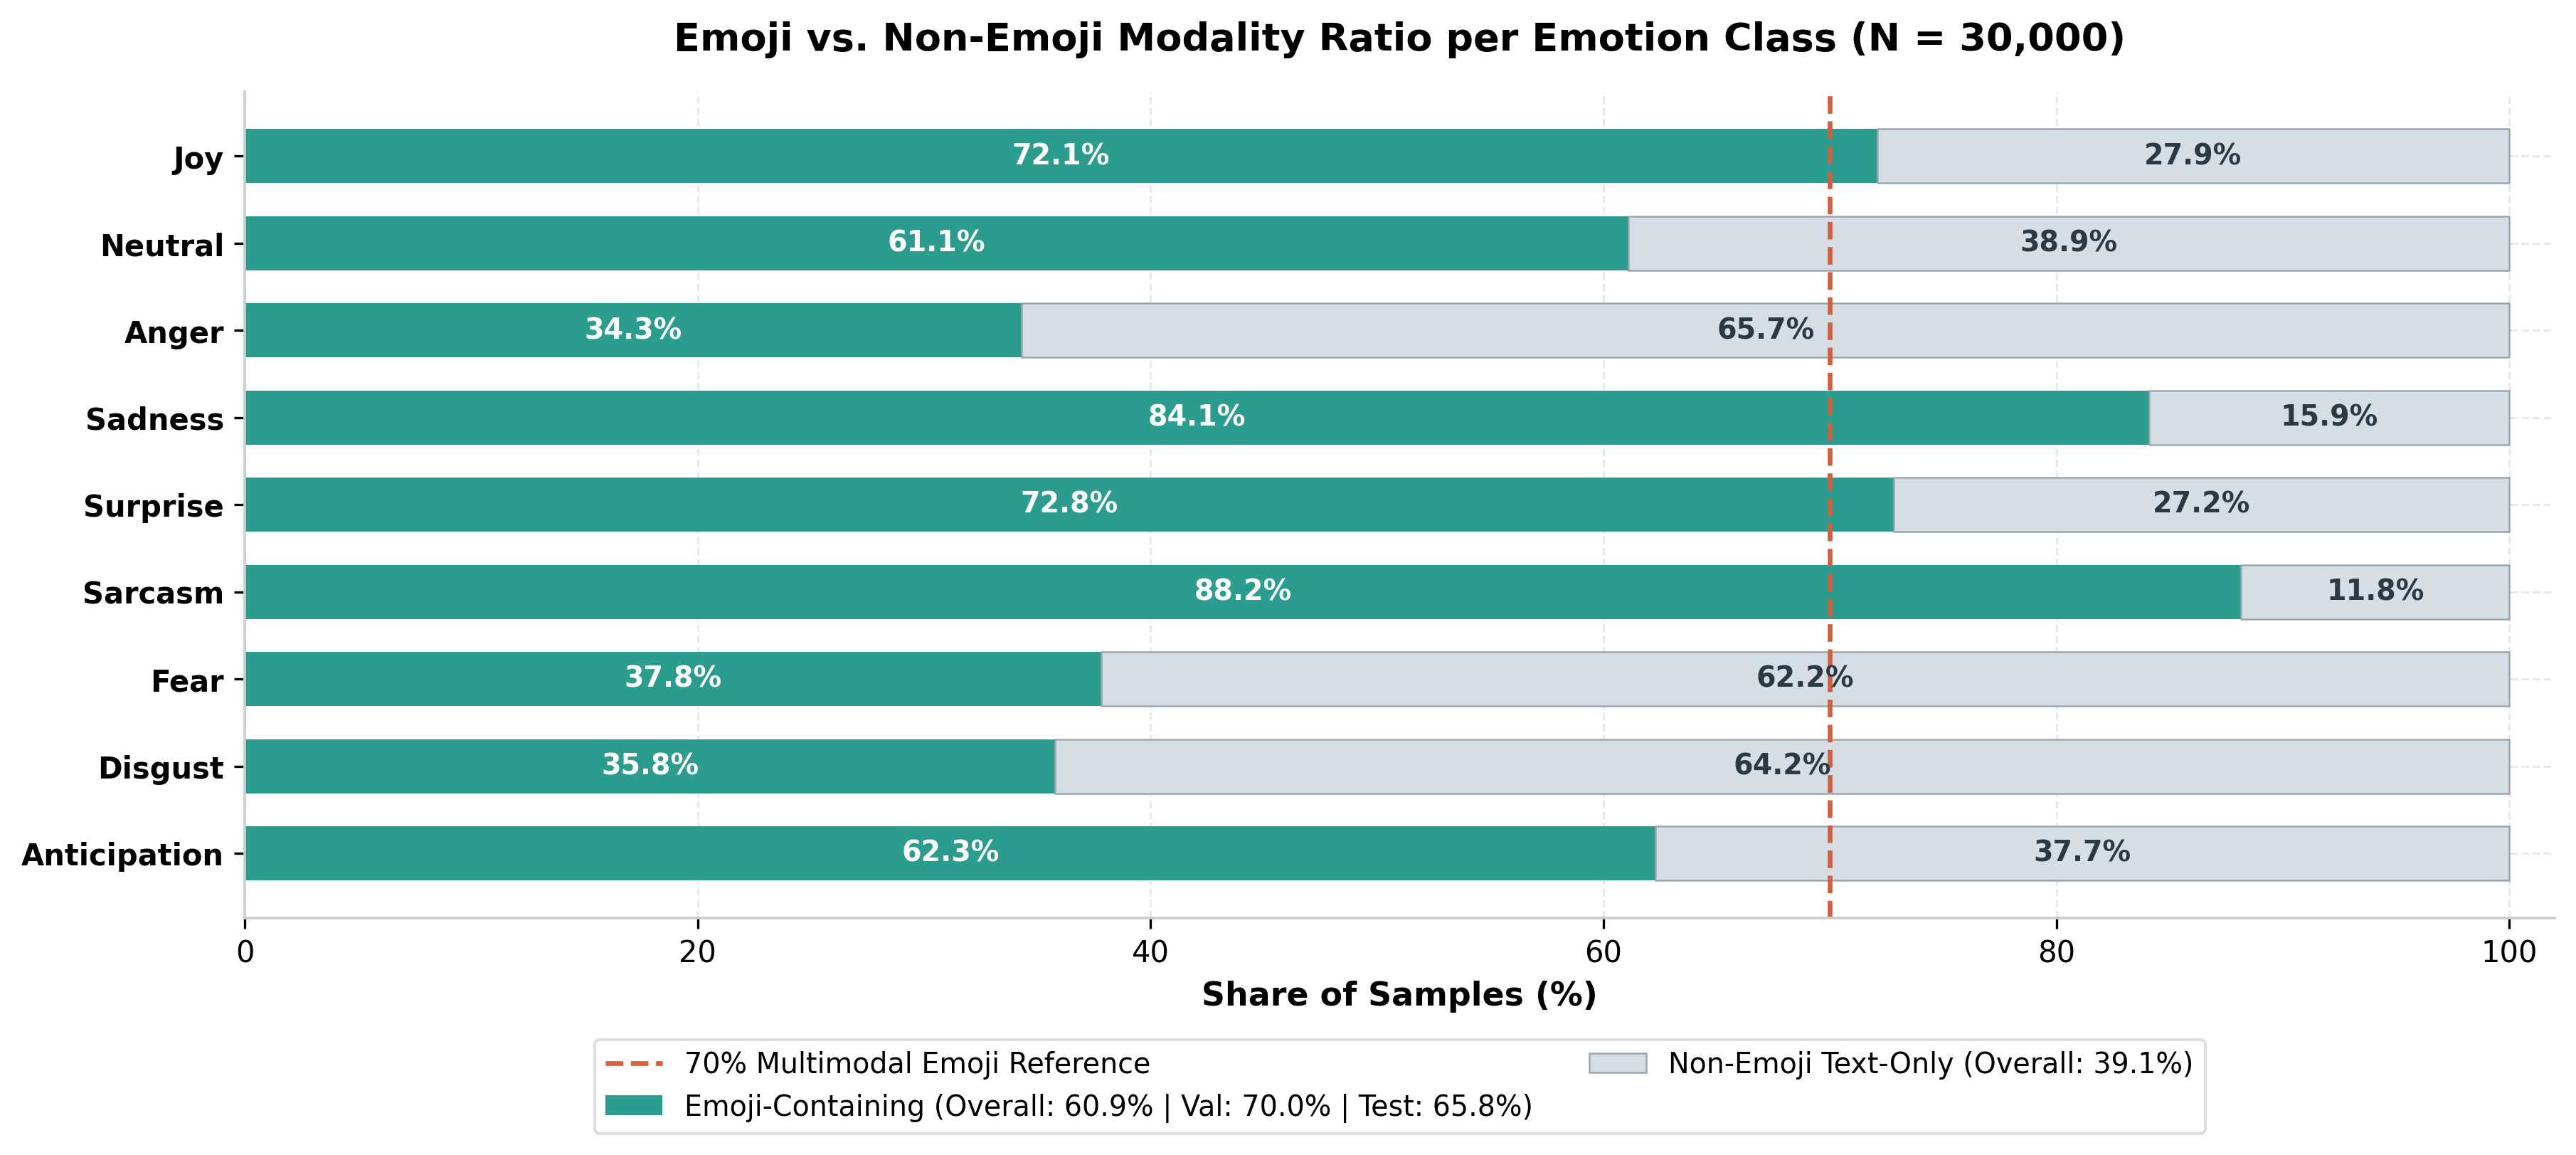 Emoji vs. Non-Emoji Modality Ratio per Emotion Class (N = 30,000)
Joy 72.1% 27.9%
Neutral 61.1% 38.9%
Anger 34.3% 65.7%
Sadness 84.1% 15.9%
Surprise 72.8% 27.2%
Sarcasm 88.2% 11.8%
Fear 37.8% 62.2%
Disgust 35.8% 64.2%
Anticipation 62.3% 37.7%
0 20 40 60 80 100
Share of Samples (%)
70% Multimodal Emoji Reference
Emoji-Containing (Overall: 60.9% | Val: 70.0% | Test: 65.8%)
Non-Emoji Text-Only (Overall: 39.1%)